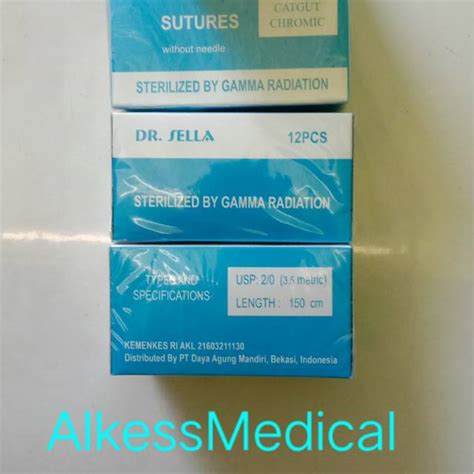 CATGUT
CHROMIC
SUTURES
without needle
STERILIZED BY GAMMA RADIATION
DR. SELLA
12PCS
STERILIZED BY GAMMA RADIATION
TYPES AND
SPECIFICATIONS
USP: 2/0 (3.5 metric)
LENGTH : 150 cm
KEMENKES RI AKL 21603211130
Distributed By PT Daya Agung Mandiri, Bekasi, Indonesia
AlkessMedical